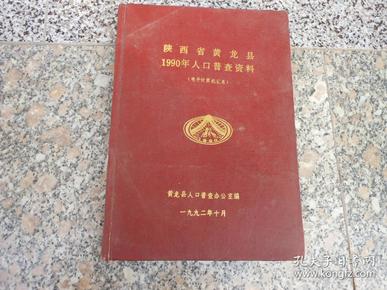 陕西省黄龙县
1990年人口普查资料
（电子计算机汇总）
黄龙县人口普查办公室编
一九九二年十月
孔夫子旧书网